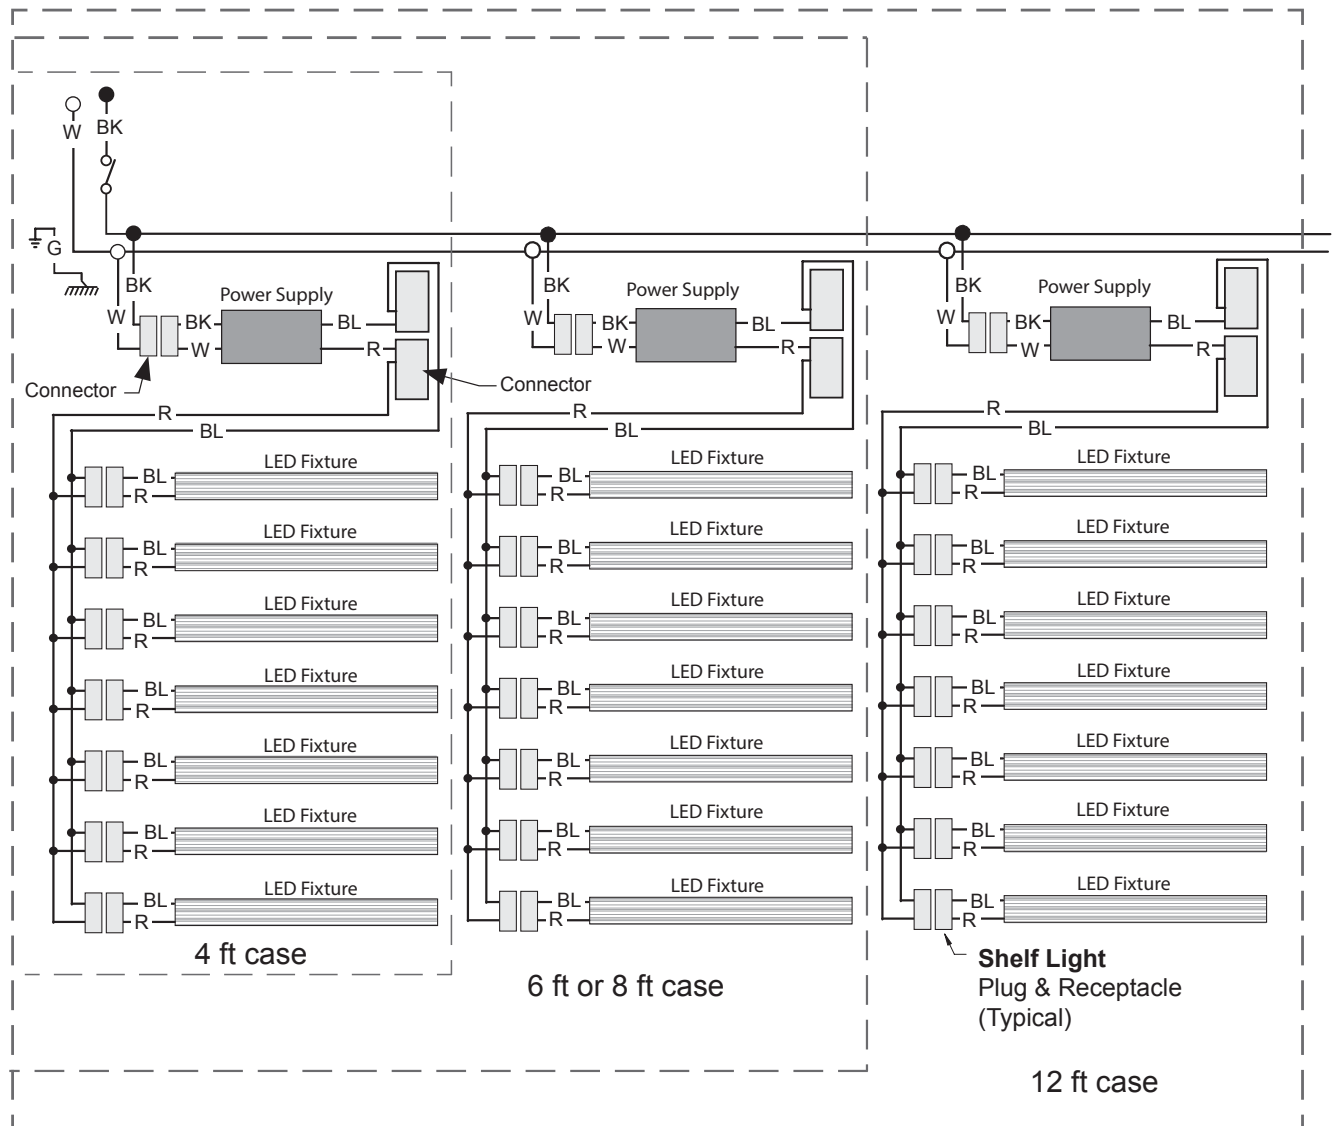 W
BK
G
BK
W
BK
W
Power Supply
BL
R
Connector
Connector
R
BL
LED Fixture
BL
R
LED Fixture
BL
R
LED Fixture
BL
R
LED Fixture
BL
R
LED Fixture
BL
R
LED Fixture
BL
R
LED Fixture
BL
R
4 ft case
BK
W
BK
W
Power Supply
BL
R
R
BL
LED Fixture
BL
R
LED Fixture
BL
R
LED Fixture
BL
R
LED Fixture
BL
R
LED Fixture
BL
R
LED Fixture
BL
R
LED Fixture
BL
R
6 ft or 8 ft case
BK
W
BK
W
Power Supply
BL
R
R
BL
LED Fixture
BL
R
LED Fixture
BL
R
LED Fixture
BL
R
LED Fixture
BL
R
LED Fixture
BL
R
LED Fixture
BL
R
LED Fixture
BL
R
Shelf Light
Plug & Receptacle
(Typical)
12 ft case